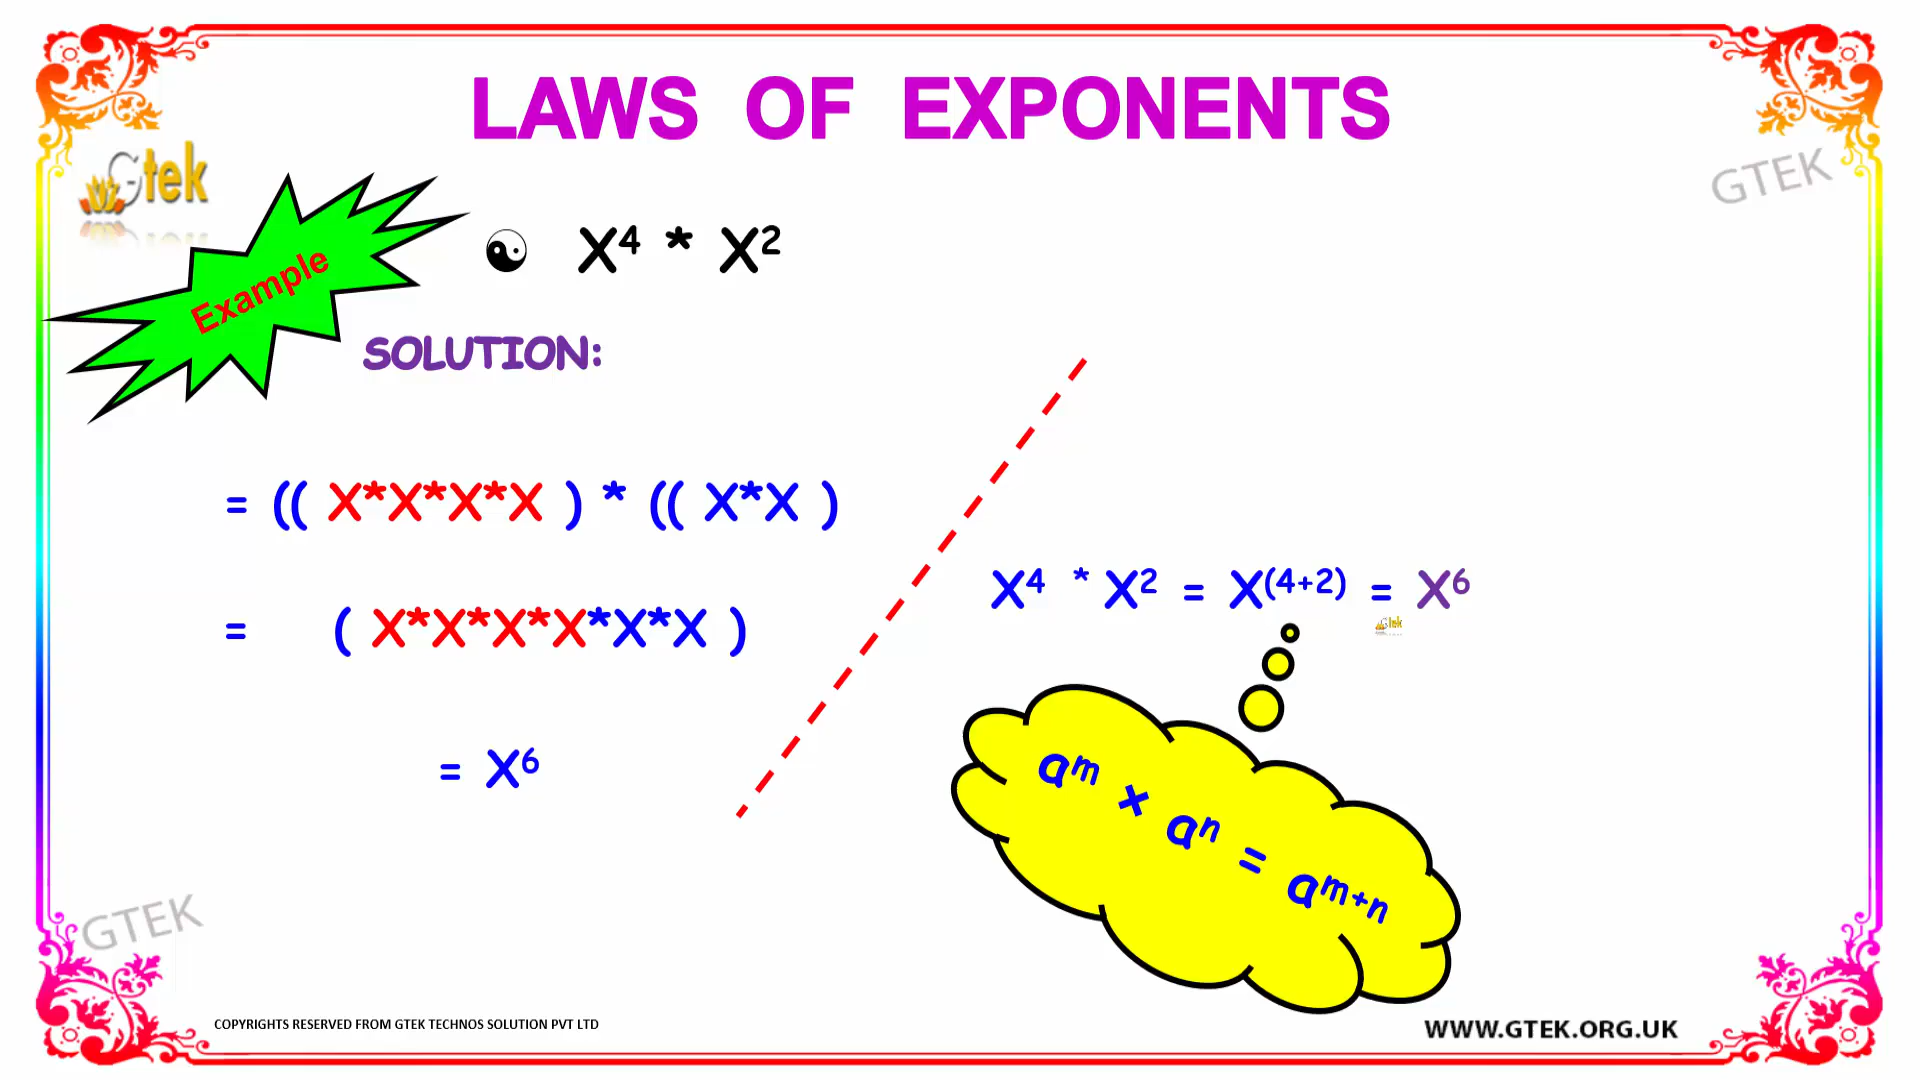 LAWS OF EXPONENTS
Gtek
GTEK
Example
X⁴ * X²
SOLUTION:
= (( X*X*X*X ) * (( X*X )
= ( X*X*X*X*X*X )
= X⁶
X⁴ * X² = X⁽⁴⁺²⁾ = X⁶
Gtek
aᵐ × aⁿ = aᵐ⁺ⁿ
GTEK
COPYRIGHTS RESERVED FROM GTEK TECHNOS SOLUTION PVT LTD
WWW.GTEK.ORG.UK